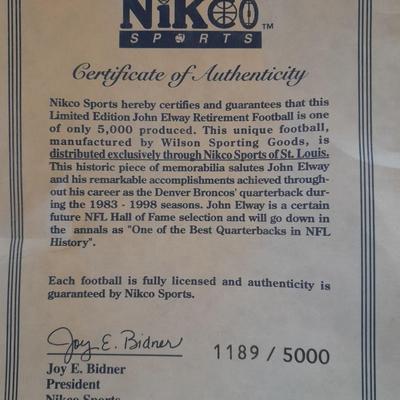 NiKCO TM
SPORTS
Certificate of Authenticity
Nikco Sports hereby certifies and guarantees that this
Limited Edition John Elway Retirement Football is one
of only 5,000 produced. This unique football,
manufactured by Wilson Sporting Goods, is
distributed exclusively through Nikco Sports of St. Louis.
This historic piece of memorabilia salutes John Elway
and his remarkable accomplishments achieved through-
out his career as the Denver Broncos' quarterback during
the 1983 - 1998 seasons. John Elway is a certain
future NFL Hall of Fame selection and will go down in
the annals as "One of the Best Quarterbacks in NFL
History".
Each football is fully licensed and authenticity is
guaranteed by Nikco Sports.
Joy E. Bidner
1189 / 5000
Joy E. Bidner
President
Nikco Sports